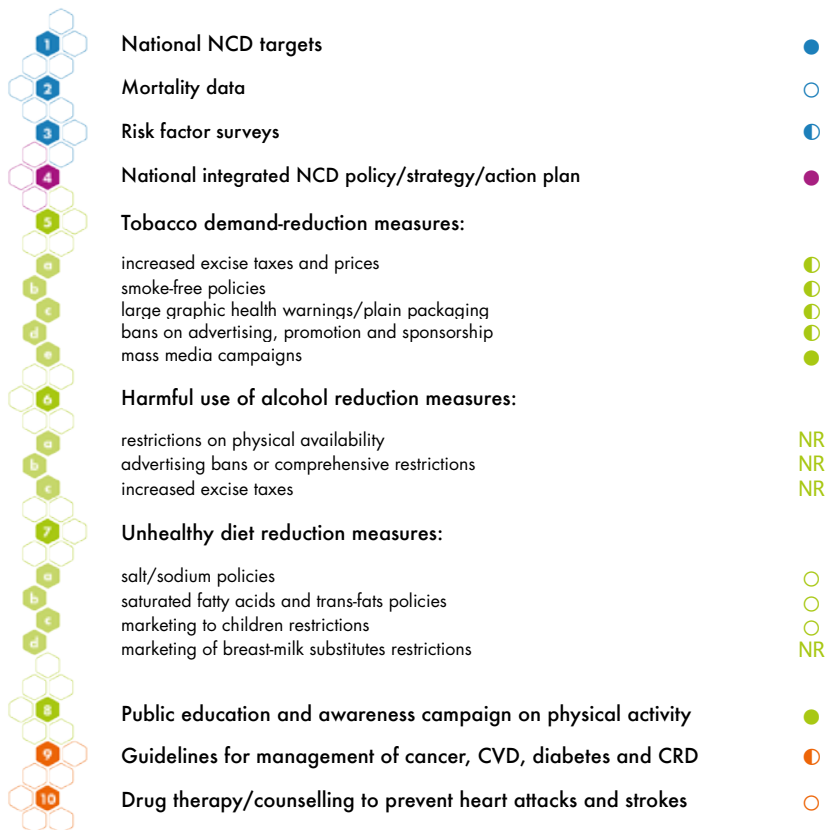 1 National NCD targets ●
2 Mortality data ○
3 Risk factor surveys ◐
4 National integrated NCD policy/strategy/action plan ●
5 Tobacco demand-reduction measures:
a increased excise taxes and prices ◐
b smoke-free policies ◐
c large graphic health warnings/plain packaging ◐
d bans on advertising, promotion and sponsorship ◐
e mass media campaigns ●
6 Harmful use of alcohol reduction measures:
a restrictions on physical availability NR
b advertising bans or comprehensive restrictions NR
c increased excise taxes NR
7 Unhealthy diet reduction measures:
a salt/sodium policies ○
b saturated fatty acids and trans-fats policies ○
c marketing to children restrictions ○
d marketing of breast-milk substitutes restrictions NR
8 Public education and awareness campaign on physical activity ●
9 Guidelines for management of cancer, CVD, diabetes and CRD ◐
10 Drug therapy/counselling to prevent heart attacks and strokes ○